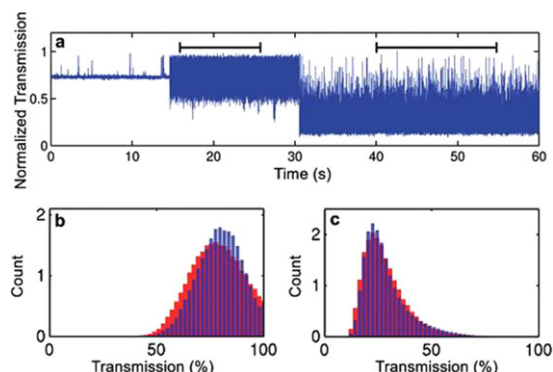 a
Normalized Transmission
1
0.5
0
0 10 20 30 40 50 60
Time (s)
b
Count
2
1
0
0 50 100
Transmission (%)
c
Count
2
1
0
0 50 100
Transmission (%)